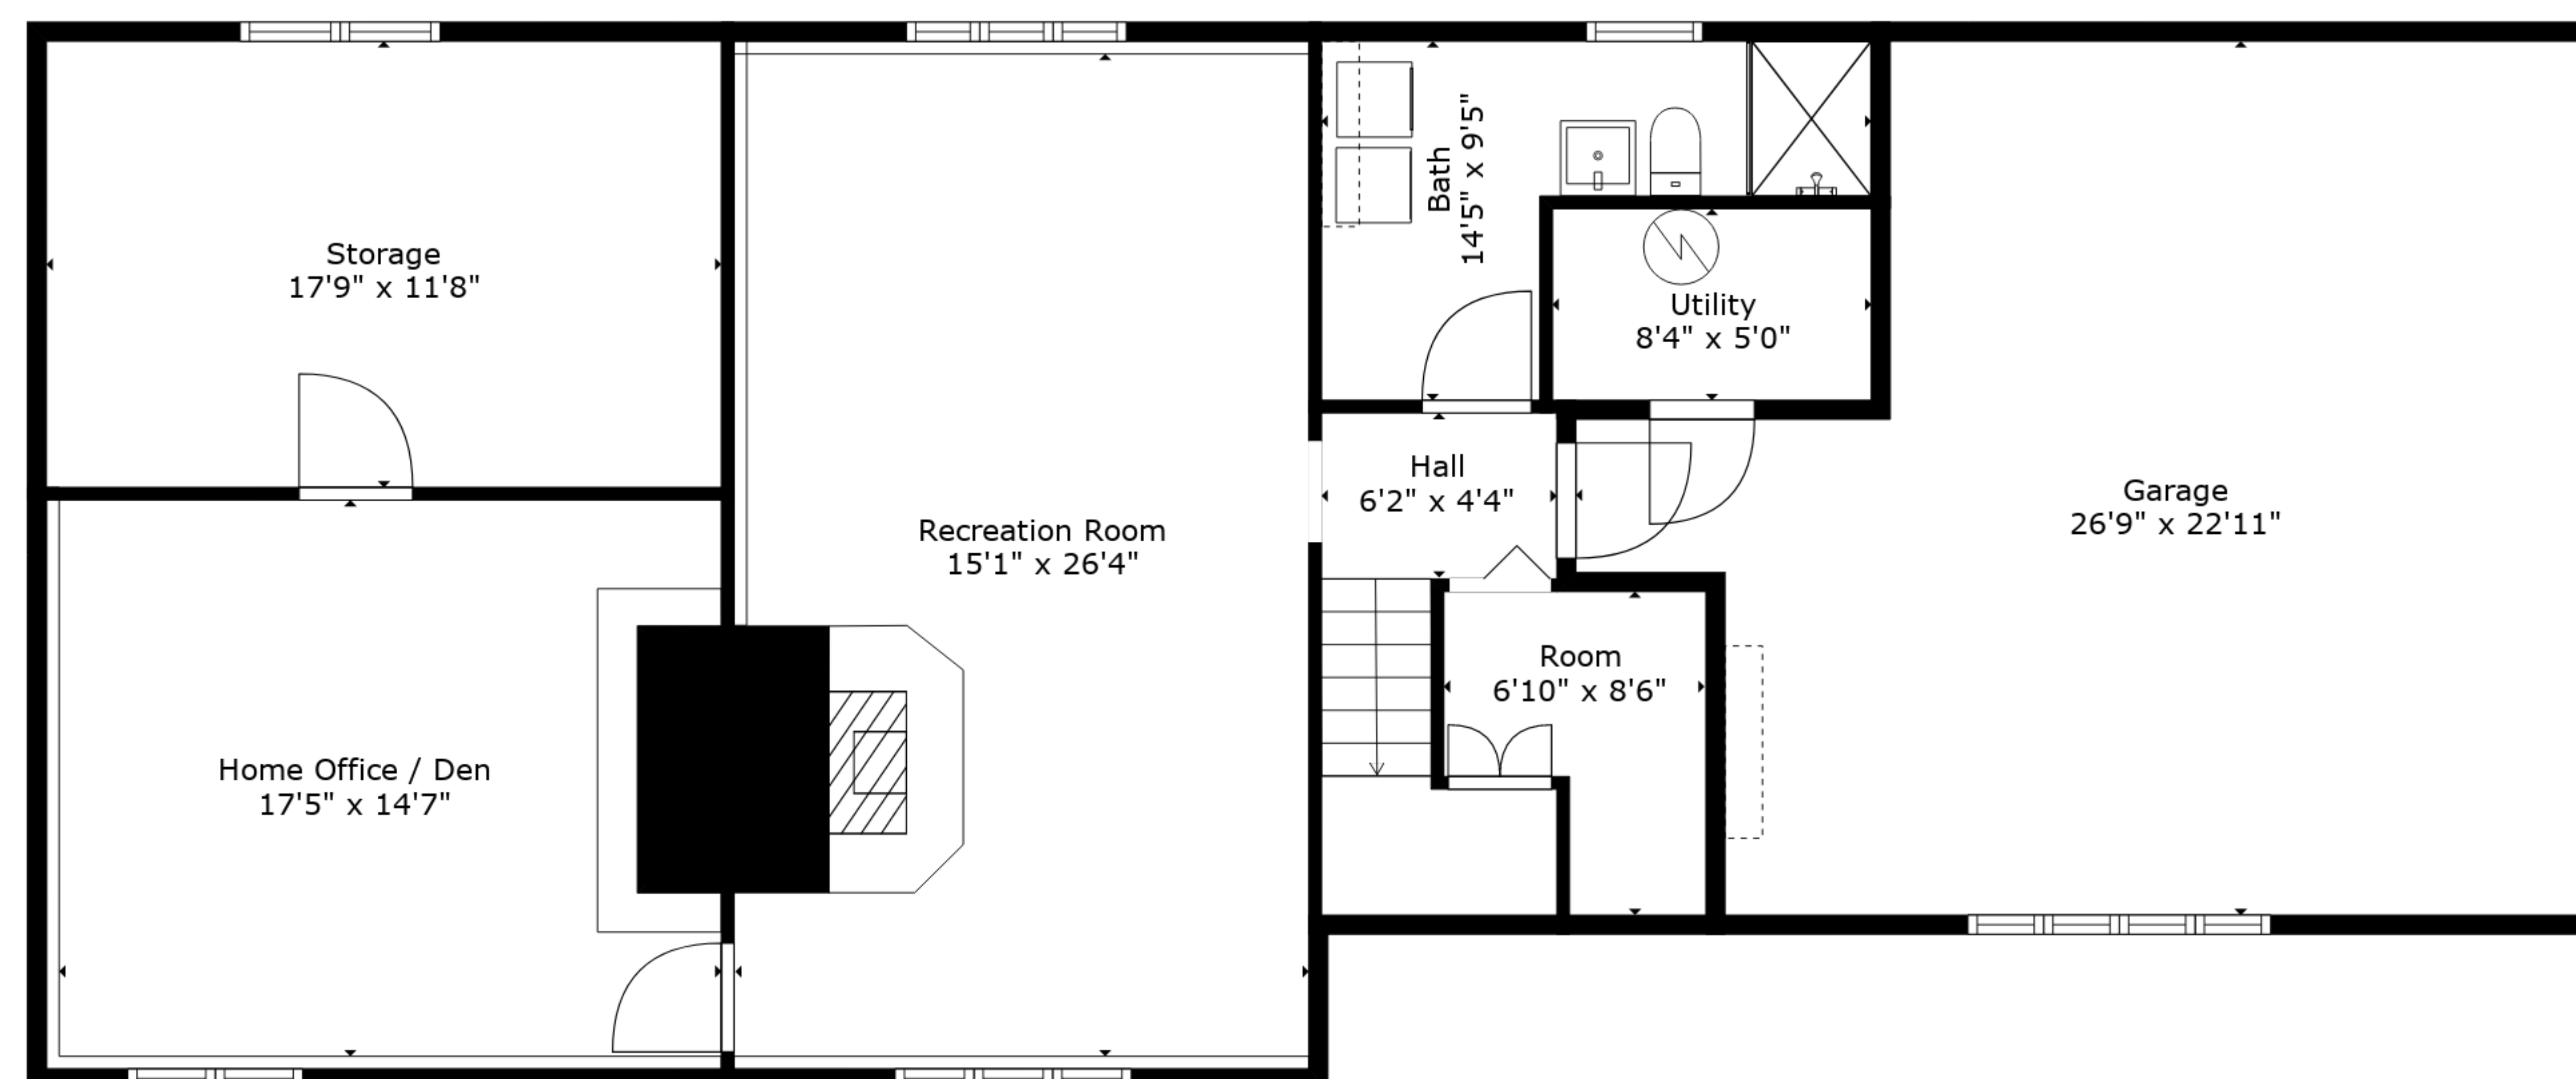 Storage
17'9" x 11'8"
Home Office / Den
17'5" x 14'7"
Recreation Room
15'1" x 26'4"
Bath
14'5" x 9'5"
Utility
8'4" x 5'0"
Hall
6'2" x 4'4"
Room
6'10" x 8'6"
Garage
26'9" x 22'11"